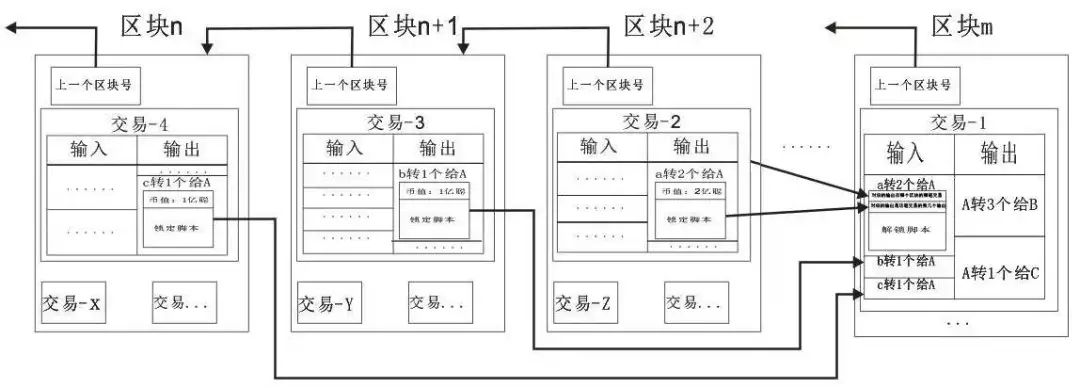 区块n
上一个区块号
交易-4
输入
输出
······
······
c转1个给A
币值：1亿聪
锁定脚本
······
交易-X
交易...
区块n+1
上一个区块号
交易-3
输入
输出
······
······
······
······
b转1个给A
币值：1亿聪
锁定脚本
······
交易-Y
交易...
区块n+2
上一个区块号
交易-2
输入
输出
······
······
······
a转2个给A
币值：2亿聪
锁定脚本
······
交易-Z
交易...
······
区块m
上一个区块号
交易-1
输入
输出
a转2个给A
解锁脚本
b转1个给A
c转1个给A
A转3个给B
A转1个给C
...